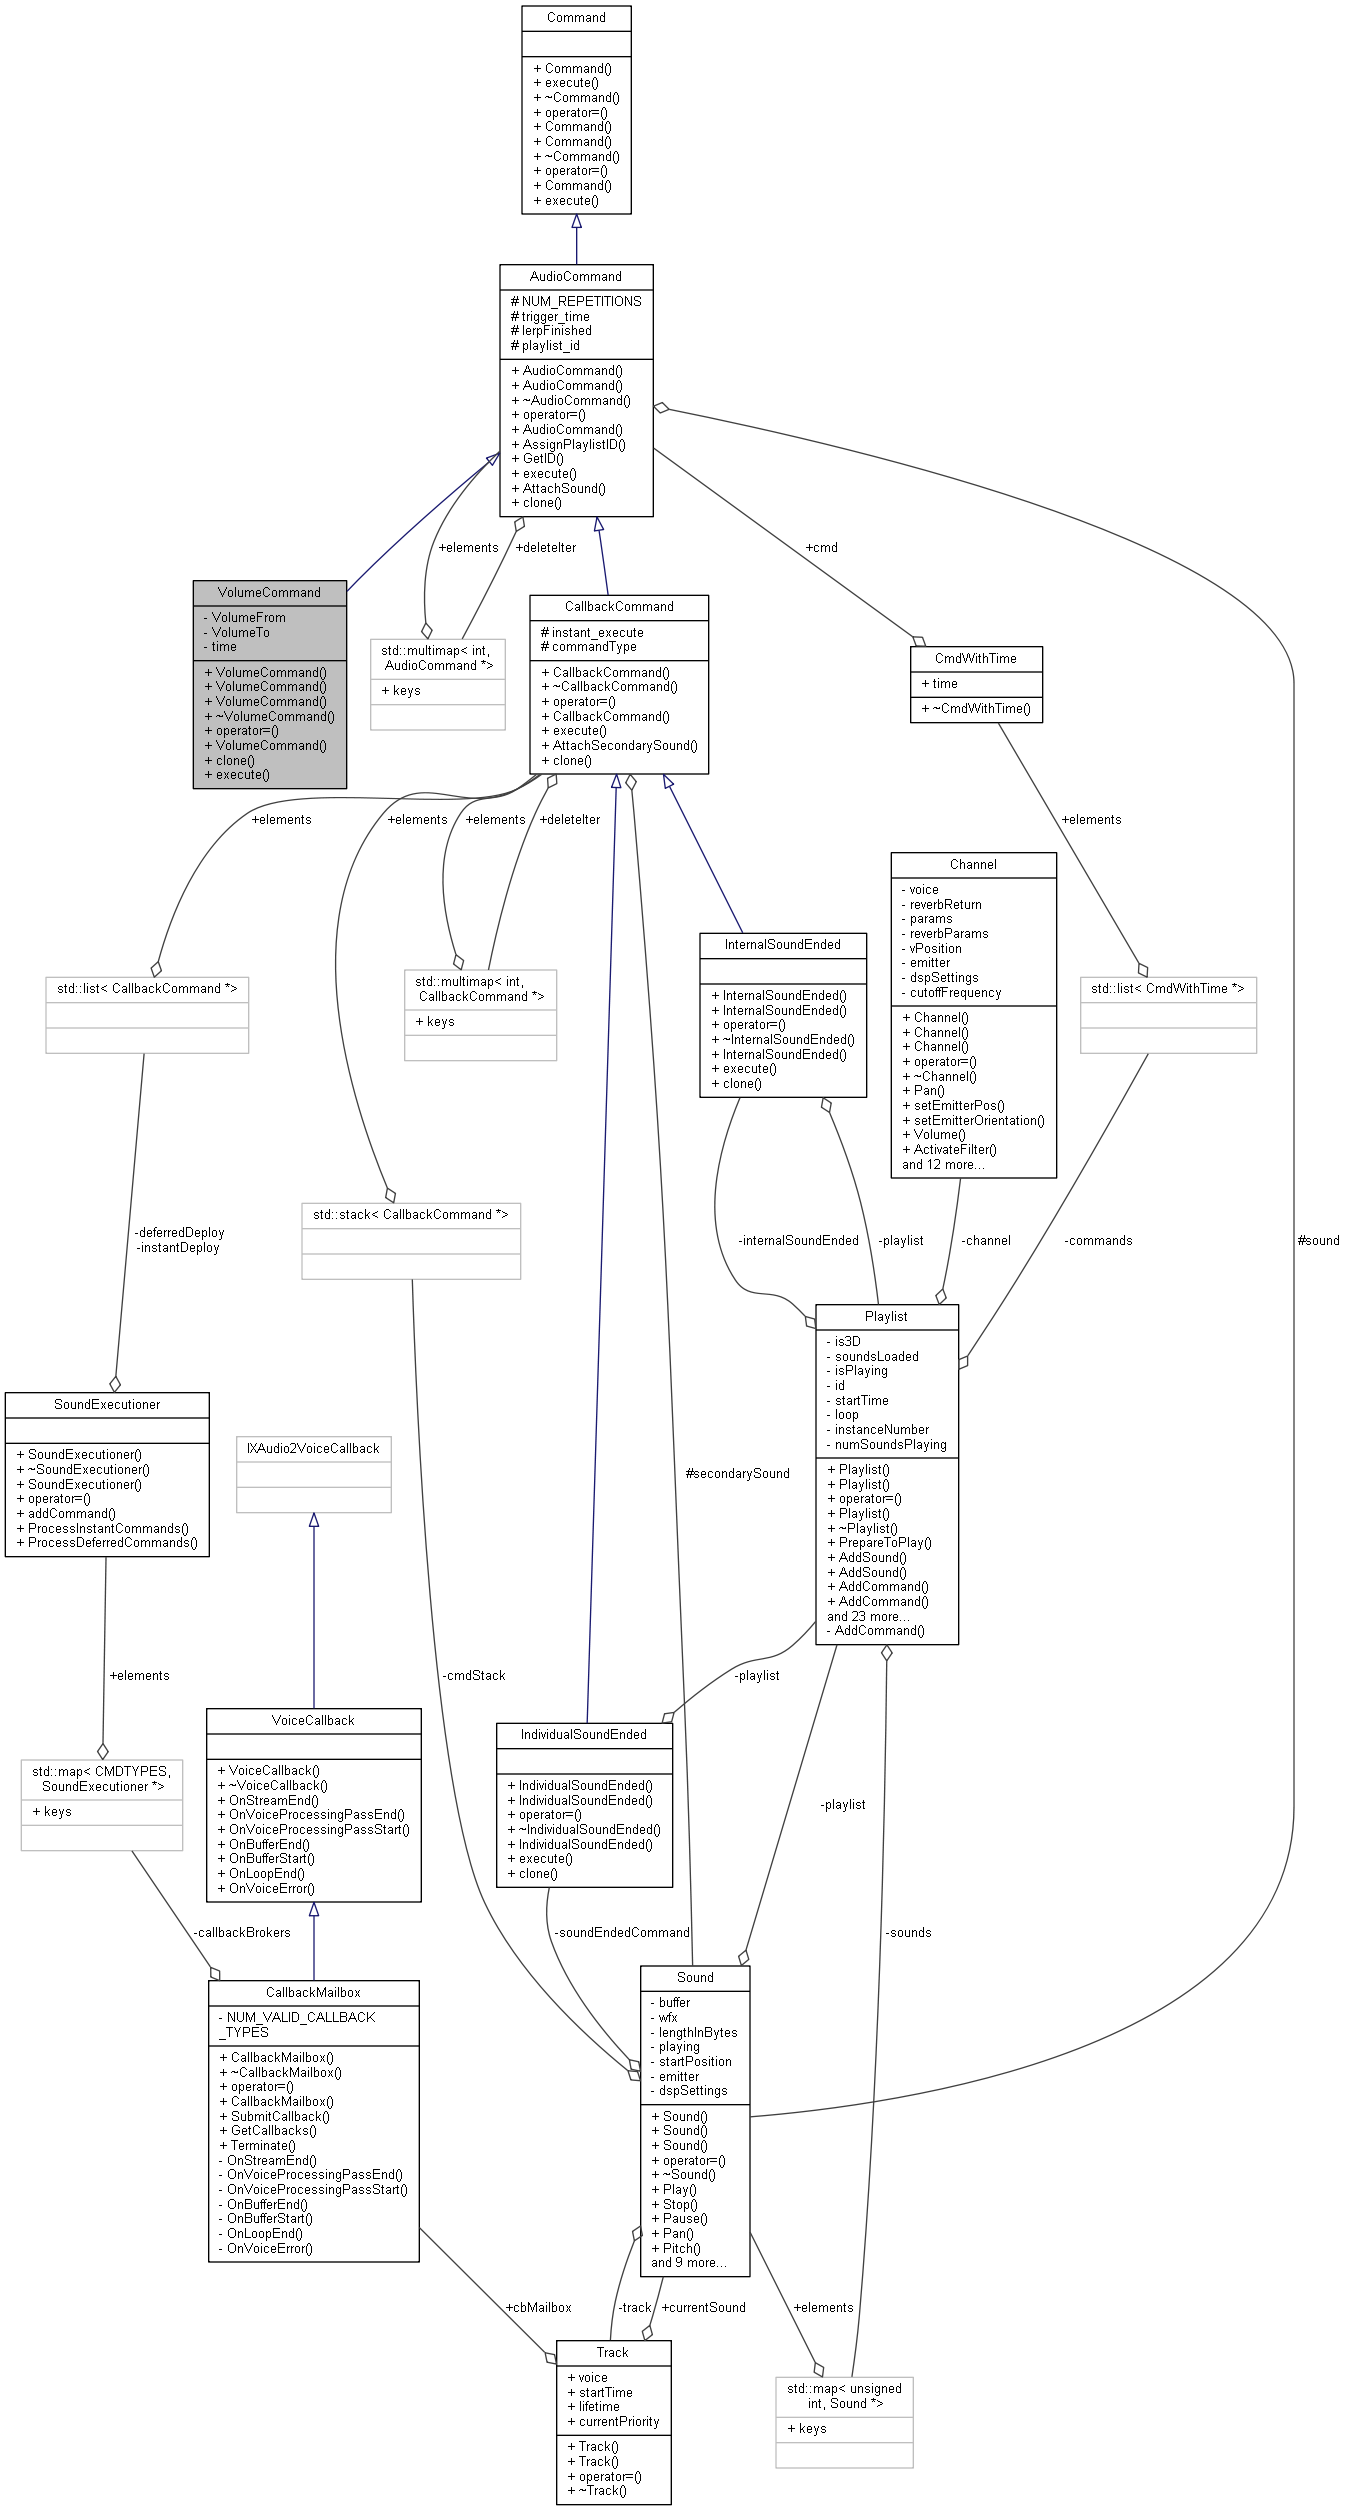 Command
+ Command()
+ execute()
+ ~Command()
+ operator=()
+ Command()
+ Command()
+ ~Command()
+ operator=()
+ Command()
+ execute()
AudioCommand
# NUM_REPETITIONS
# trigger_time
# lerpFinished
# playlist_id
+ AudioCommand()
+ AudioCommand()
+ ~AudioCommand()
+ operator=()
+ AudioCommand()
+ AssignPlaylistID()
+ GetID()
+ execute()
+ AttachSound()
+ clone()
+elements
+deleteIter
+cmd
VolumeCommand
- VolumeFrom
- VolumeTo
- time
+ VolumeCommand()
+ VolumeCommand()
+ VolumeCommand()
+ ~VolumeCommand()
+ operator=()
+ VolumeCommand()
+ clone()
+ execute()
std::multimap< int,
AudioCommand *>
+ keys
CallbackCommand
# instant_execute
# commandType
+ CallbackCommand()
+ ~CallbackCommand()
+ operator=()
+ CallbackCommand()
+ execute()
+ AttachSecondarySound()
+ clone()
CmdWithTime
+ time
+ ~CmdWithTime()
+elements
+elements
+elements
+deleteIter
+elements
Channel
- voice
- reverbReturn
- params
- reverbParams
- vPosition
- emitter
- dspSettings
- cutoffFrequency
+ Channel()
+ Channel()
+ Channel()
+ operator=()
+ ~Channel()
+ Pan()
+ setEmitterPos()
+ setEmitterOrientation()
+ Volume()
+ ActivateFilter()
and 12 more...
InternalSoundEnded
+ InternalSoundEnded()
+ InternalSoundEnded()
+ operator=()
+ ~InternalSoundEnded()
+ InternalSoundEnded()
+ execute()
+ clone()
std::list< CallbackCommand *>
std::multimap< int,
CallbackCommand *>
+ keys
std::list< CmdWithTime *>
std::stack< CallbackCommand *>
-deferredDeploy
-instantDeploy
-internalSoundEnded
-playlist
-channel
-commands
#sound
Playlist
- is3D
- soundsLoaded
- isPlaying
- id
- startTime
- loop
- instanceNumber
- numSoundsPlaying
+ Playlist()
+ Playlist()
+ operator=()
+ Playlist()
+ ~Playlist()
+ PrepareToPlay()
+ AddSound()
+ AddSound()
+ AddCommand()
+ AddCommand()
and 23 more...
- AddCommand()
SoundExecutioner
+ SoundExecutioner()
+ ~SoundExecutioner()
+ SoundExecutioner()
+ operator=()
+ addCommand()
+ ProcessInstantCommands()
+ ProcessDeferredCommands()
IXAudio2VoiceCallback
#secondarySound
+elements
-cmdStack
-playlist
VoiceCallback
+ VoiceCallback()
+ ~VoiceCallback()
+ OnStreamEnd()
+ OnVoiceProcessingPassEnd()
+ OnVoiceProcessingPassStart()
+ OnBufferEnd()
+ OnBufferStart()
+ OnLoopEnd()
+ OnVoiceError()
IndividualSoundEnded
+ IndividualSoundEnded()
+ IndividualSoundEnded()
+ operator=()
+ ~IndividualSoundEnded()
+ IndividualSoundEnded()
+ execute()
+ clone()
std::map< CMDTYPES,
SoundExecutioner *>
+ keys
-playlist
-callbackBrokers
-soundEndedCommand
-sounds
CallbackMailbox
- NUM_VALID_CALLBACK
_TYPES
+ CallbackMailbox()
+ ~CallbackMailbox()
+ operator=()
+ CallbackMailbox()
+ SubmitCallback()
+ GetCallbacks()
+ Terminate()
- OnStreamEnd()
- OnVoiceProcessingPassEnd()
- OnVoiceProcessingPassStart()
- OnBufferEnd()
- OnBufferStart()
- OnLoopEnd()
- OnVoiceError()
Sound
- buffer
- wfx
- lengthInBytes
- playing
- startPosition
- emitter
- dspSettings
+ Sound()
+ Sound()
+ Sound()
+ operator=()
+ ~Sound()
+ Play()
+ Stop()
+ Pause()
+ Pan()
+ Pitch()
and 9 more...
+cbMailbox
-track
+currentSound
+elements
Track
+ voice
+ startTime
+ lifetime
+ currentPriority
+ Track()
+ Track()
+ operator=()
+ ~Track()
std::map< unsigned
int, Sound *>
+ keys